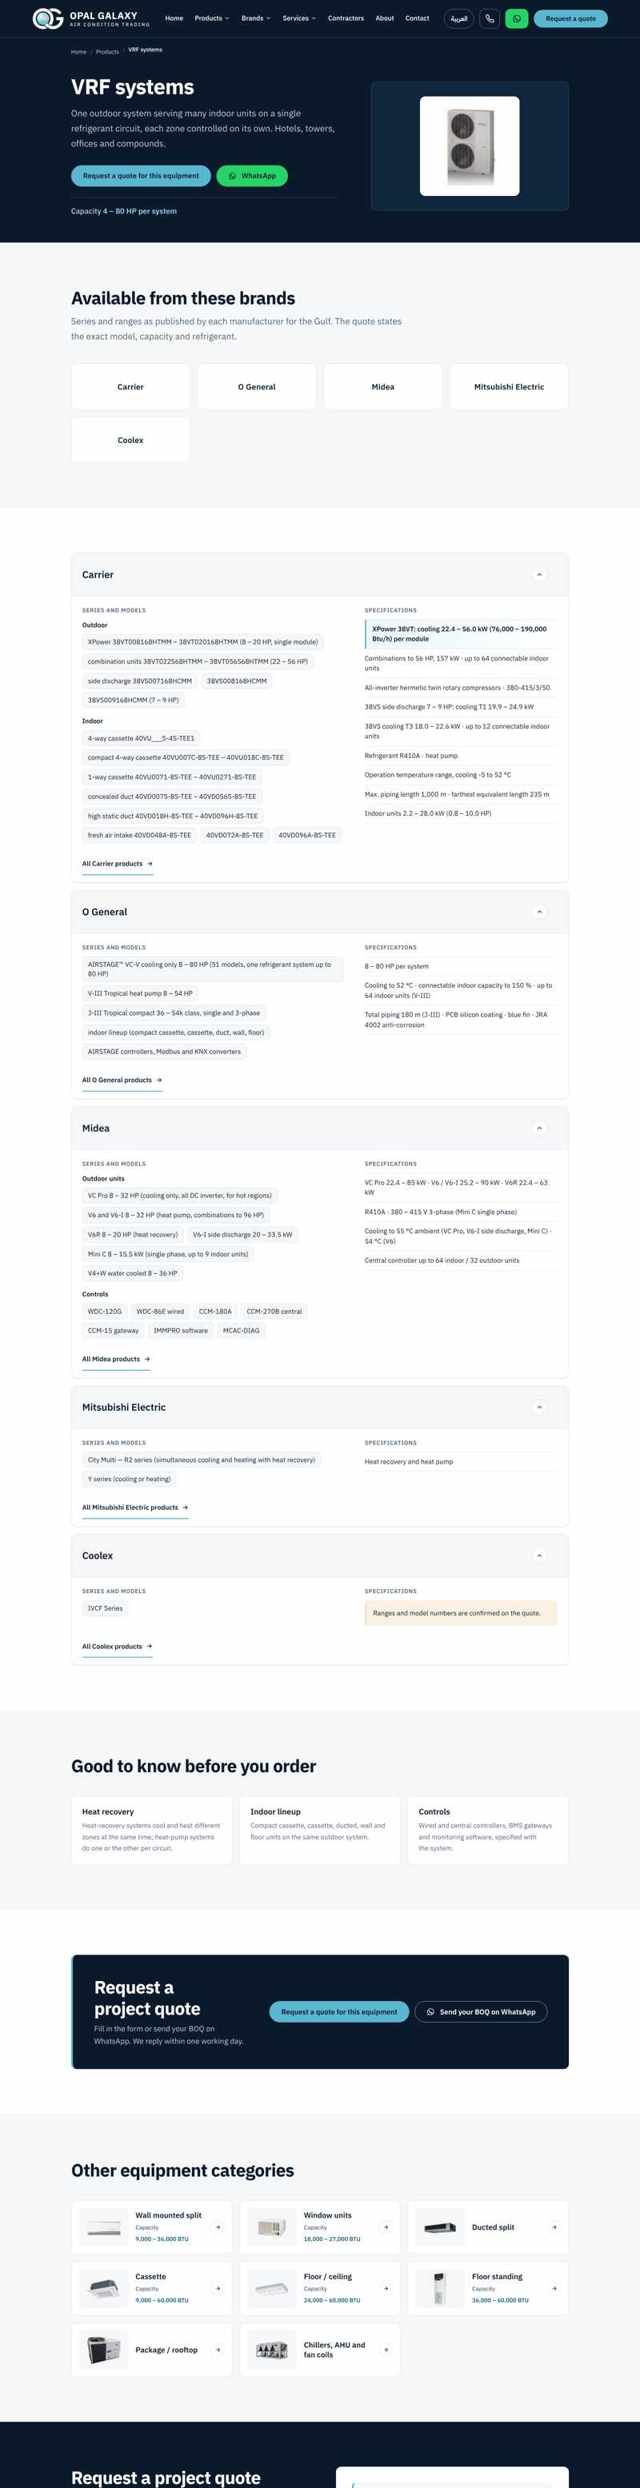 OPAL GALAXY
AIR CONDITION TRADING
Home
Products
Brands
Services
Contractors
About
Contact
العربية
Request a quote
Home / Products / VRF systems
VRF systems
One outdoor system serving many indoor units on a single
refrigerant circuit, each zone controlled on its own. Hotels, towers,
offices and compounds.
Request a quote for this equipment
WhatsApp
Capacity 4 – 80 HP per system
Available from these brands
Series and ranges as published by each manufacturer for the Gulf. The quote states
the exact model, capacity and refrigerant.
Carrier
O General
Midea
Mitsubishi Electric
Coolex
Carrier
SERIES AND MODELS
Outdoor
XPower 38VT008168HTMM – 38VT020168HTMM (8 – 20 HP, single module)
combination units 38VT022S68HTMM – 38VT056S68HTMM (22 – 56 HP)
side discharge 38VS007168HCMM
38VS008168HCMM
38VS009168HCMM (7 – 9 HP)
Indoor
4-way cassette 40VU___S-4S-TEE1
compact 4-way cassette 40VU007C-8S-TEE – 40VU018C-8S-TEE
1-way cassette 40VU0071-8S-TEE – 40VU0271-8S-TEE
concealed duct 40VD007S-8S-TEE – 40VD056S-8S-TEE
high static duct 40VD018H-8S-TEE – 40VD096H-8S-TEE
fresh air intake 40VD048A-8S-TEE
40VD072A-8S-TEE
40VD096A-8S-TEE
All Carrier products →
SPECIFICATIONS
XPower 38VT: cooling 22.4 – 56.0 kW (76,000 – 190,000
Btu/h) per module
Combinations to 56 HP, 157 kW · up to 64 connectable indoor
units
All-inverter hermetic twin rotary compressors · 380-415/3/50
38VS side discharge 7 – 9 HP: cooling T1 19.9 – 24.9 kW
38VS cooling T3 18.0 – 22.6 kW · up to 12 connectable indoor
units
Refrigerant R410A · heat pump
Operation temperature range, cooling -5 to 52 °C
Max. piping length 1,000 m · farthest equivalent length 235 m
Indoor units 2.2 – 28.0 kW (0.8 – 10.0 HP)
O General
SERIES AND MODELS
AIRSTAGE™ VC-V cooling only 8 – 80 HP (51 models, one refrigerant system up to
80 HP)
V-III Tropical heat pump 8 – 54 HP
J-III Tropical compact 36 – 54k class, single and 3-phase
indoor lineup (compact cassette, cassette, duct, wall, floor)
AIRSTAGE controllers, Modbus and KNX converters
All O General products →
SPECIFICATIONS
8 – 80 HP per system
Cooling to 52 °C · connectable indoor capacity to 150 % · up to
64 indoor units (V-III)
Total piping 180 m (J-III) · PCB silicon coating · blue fin · JRA
4002 anti-corrosion
Midea
SERIES AND MODELS
Outdoor units
VC Pro 8 – 32 HP (cooling only, all DC inverter, for hot regions)
V6 and V6-I 8 – 32 HP (heat pump, combinations to 96 HP)
V6R 8 – 20 HP (heat recovery)
V6-I side discharge 20 – 33.5 kW
Mini C 8 – 15.5 kW (single phase, up to 9 indoor units)
V4+W water cooled 8 – 36 HP
Controls
WDC-120G
WDC-86E wired
CCM-180A
CCM-270B central
CCM-15 gateway
IMMPRO software
MCAC-DIAG
All Midea products →
SPECIFICATIONS
VC Pro 22.4 – 85 kW · V6 / V6-I 25.2 – 90 kW · V6R 22.4 – 63
kW
R410A · 380 – 415 V 3-phase (Mini C single phase)
Cooling to 55 °C ambient (VC Pro, V6-I side discharge, Mini C) ·
54 °C (V6)
Central controller up to 64 indoor / 32 outdoor units
Mitsubishi Electric
SERIES AND MODELS
City Multi — R2 series (simultaneous cooling and heating with heat recovery)
Y series (cooling or heating)
All Mitsubishi Electric products →
SPECIFICATIONS
Heat recovery and heat pump
Coolex
SERIES AND MODELS
IVCF Series
All Coolex products →
SPECIFICATIONS
Ranges and model numbers are confirmed on the quote.
Good to know before you order
Heat recovery
Heat-recovery systems cool and heat different
zones at the same time; heat-pump systems
do one or the other per circuit.
Indoor lineup
Compact cassette, cassette, ducted, wall and
floor units on the same outdoor system.
Controls
Wired and central controllers, BMS gateways
and monitoring software, specified with
the system.
Request a
project quote
Fill in the form or send your BOQ on
WhatsApp. We reply within one working day.
Request a quote for this equipment
Send your BOQ on WhatsApp
Other equipment categories
Wall mounted split
Capacity
9,000 – 36,000 BTU
→
Window units
Capacity
18,000 – 27,000 BTU
→
Ducted split
→
Cassette
Capacity
9,000 – 60,000 BTU
→
Floor / ceiling
Capacity
24,000 – 60,000 BTU
→
Floor standing
Capacity
36,000 – 60,000 BTU
→
Package / rooftop
→
Chillers, AHU and
fan coils
→
Request a project quote